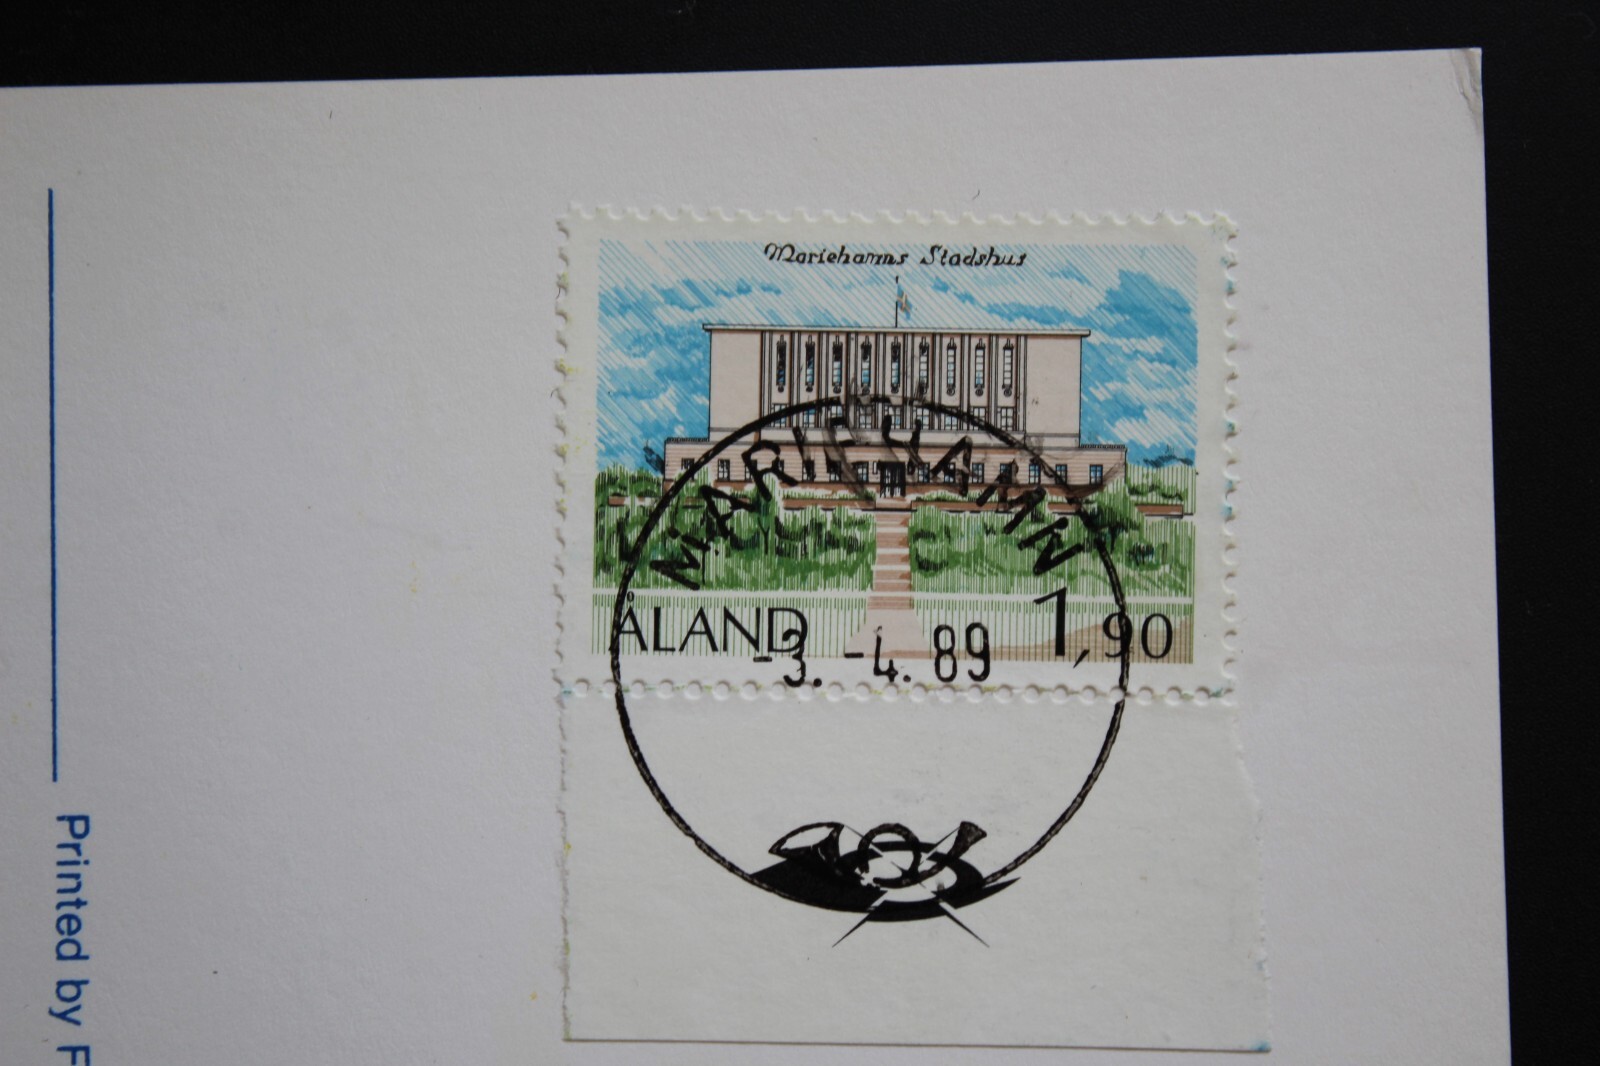 Mariehamns Stadshus
MARIEHAMN
ÅLAND 1,90
-3. -4. 89
Printed by F